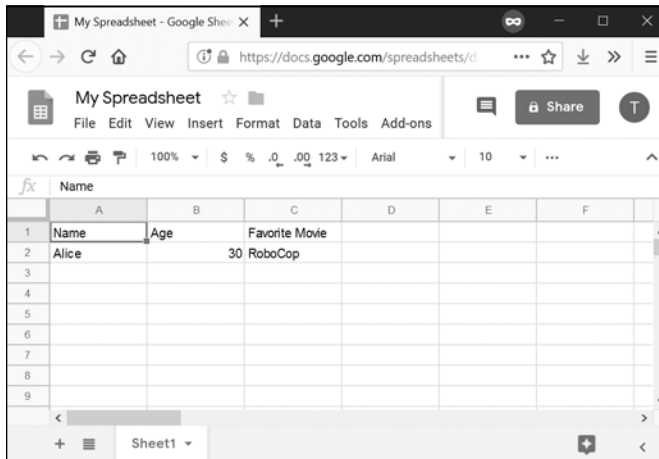 My Spreadsheet - Google Shee
https://docs.google.com/spreadsheets/d
My Spreadsheet
Share
T
File Edit View Insert Format Data Tools Add-ons
100% $ % .0 .00 123 Arial 10
fx Name
A B C D E F
1 Name Age Favorite Movie
2 Alice 30 RoboCop
3
4
5
6
7
8
9
Sheet1